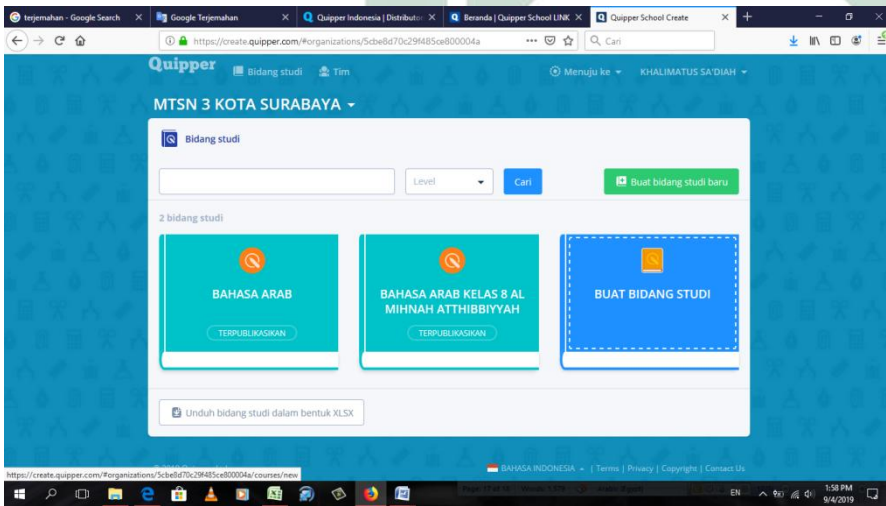 terjemahan - Google Search
Google Terjemahan
Quipper Indonesia | Distributor
Beranda | Quipper School LINK
Quipper School Create
https://create.quipper.com/#organizations/5cbe8d70c29f485ce800004a
Cari
Quipper
Bidang studi
Tim
Menuju ke
KHALIMATUS SA'DIAH
MTSN 3 KOTA SURABAYA
Bidang studi
Level
Cari
Buat bidang studi baru
2 bidang studi
BAHASA ARAB
TERPUBLIKASIKAN
BAHASA ARAB KELAS 8 AL
MIHNAH ATTHIBBIYYAH
TERPUBLIKASIKAN
BUAT BIDANG STUDI
Unduh bidang studi dalam bentuk XLSX
BAHASA INDONESIA | Terms | Privacy | Copyright | Contact Us
https://create.quipper.com/#organizations/5cbe8d70c29f485ce800004a/courses/new
EN
1:58 PM
9/4/2019